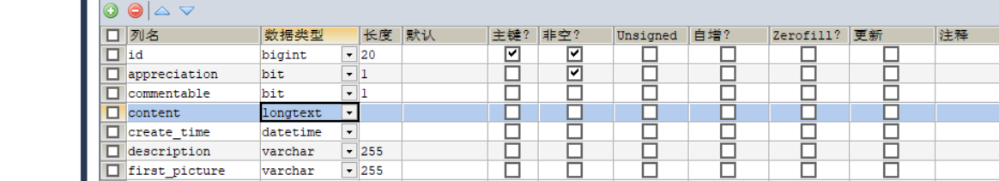 列名 数据类型 长度 默认 主键? 非空? Unsigned 自增? Zerofill? 更新 注释
id bigint 20
appreciation bit 1
commentable bit 1
content longtext
create_time datetime
description varchar 255
first_picture varchar 255